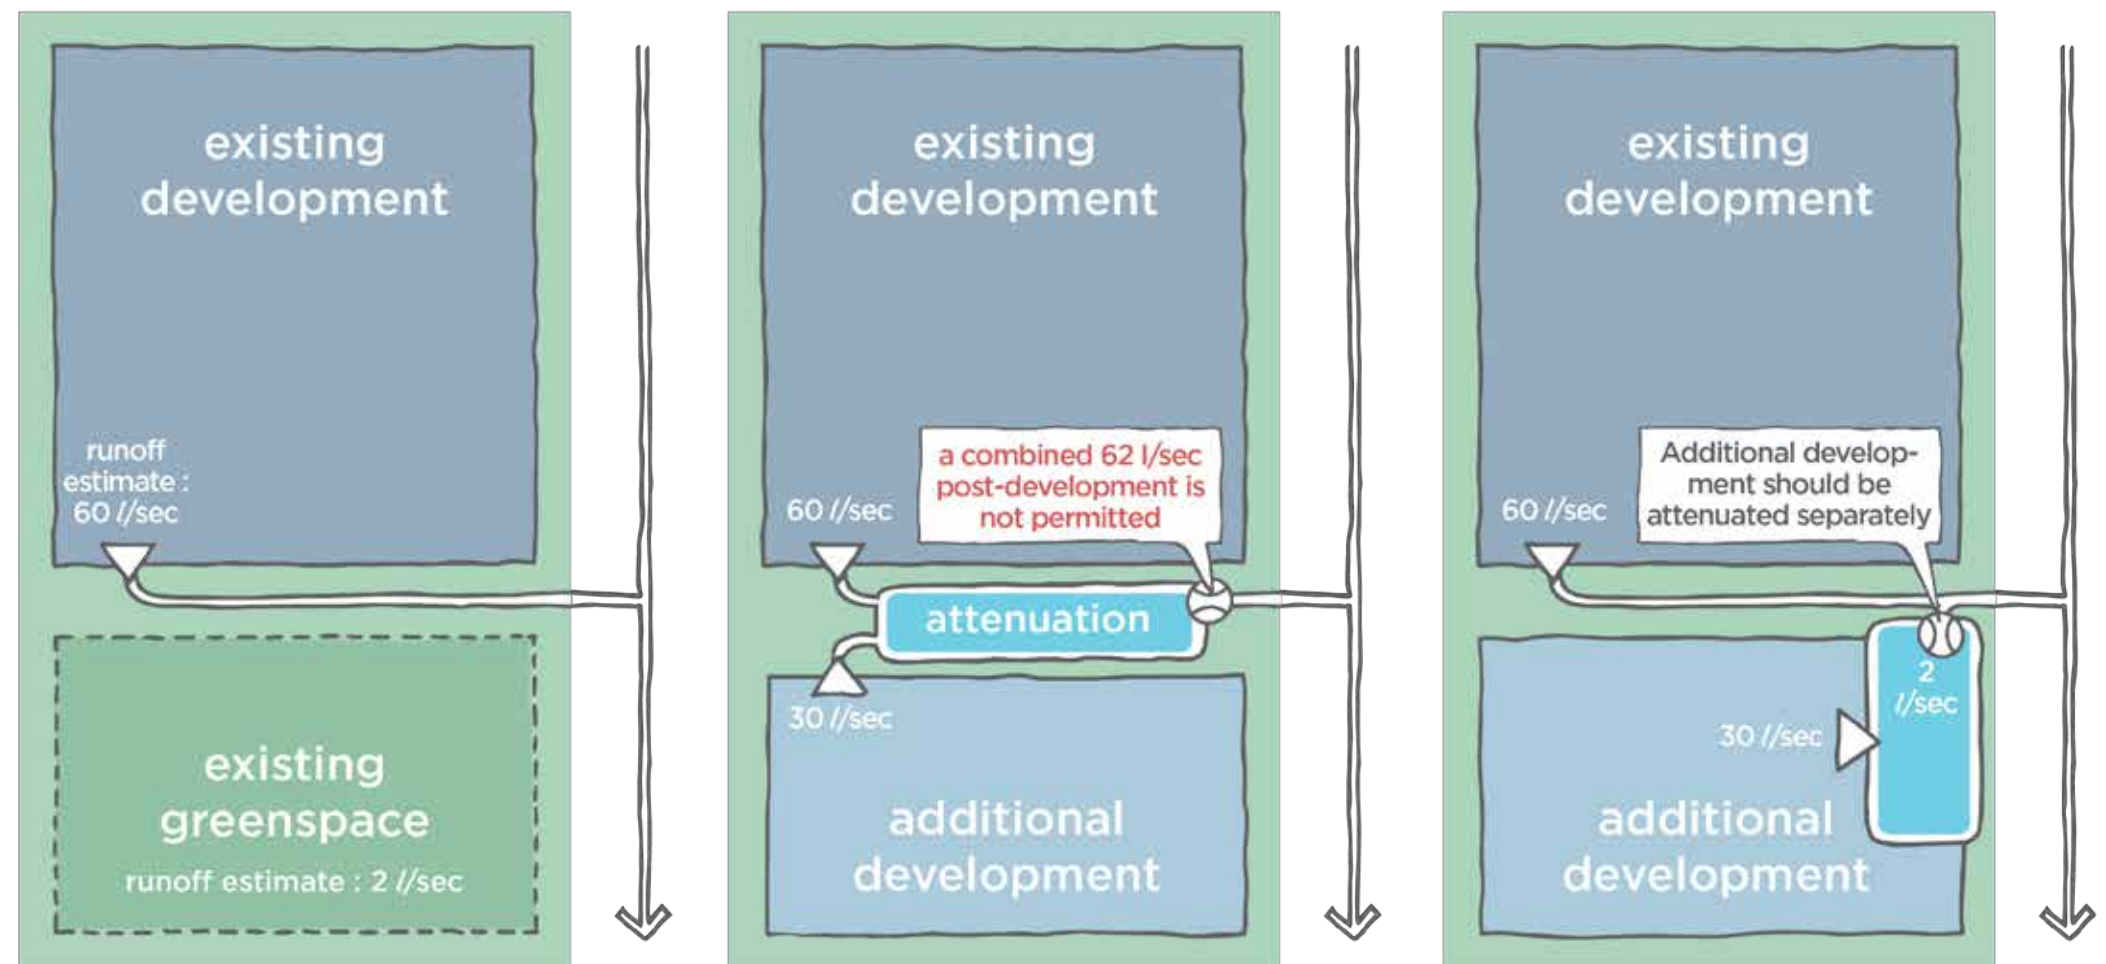 existing
development
runoff
estimate :
60 l/sec
existing
greenspace
runoff estimate : 2 l/sec
existing
development
a combined 62 l/sec
post-development is
not permitted
60 l/sec
attenuation
30 l/sec
additional
development
existing
development
Additional develop-
ment should be
attenuated separately
60 l/sec
2
l/sec
30 l/sec
additional
development